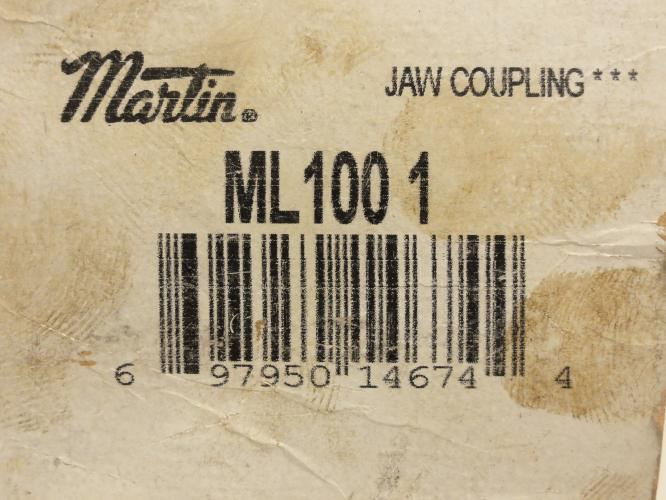 Martin®
JAW COUPLING ***
ML100 1
6 97950 14674 4